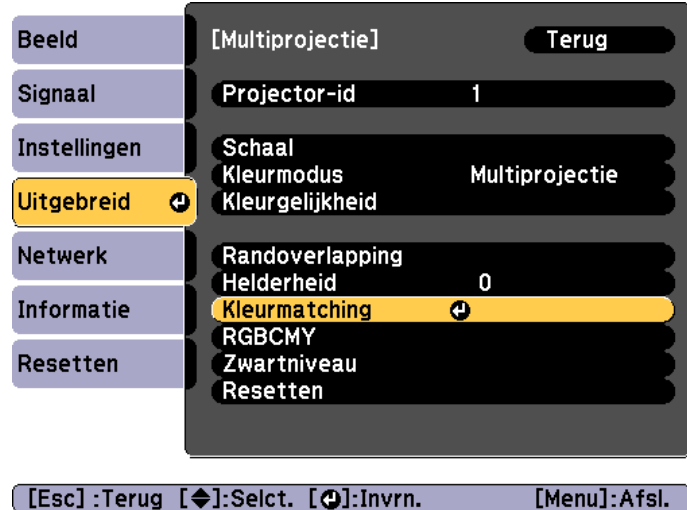 Beeld
Signaal
Instellingen
Uitgebreid
Netwerk
Informatie
Resetten
[Multiprojectie] Terug
Projector-id 1
Schaal
Kleurmodus Multiprojectie
Kleurgelijkheid
Randoverlapping
Helderheid 0
Kleurmatching
RGBCMY
Zwartniveau
Resetten
[Esc] :Terug [◆]:Selct. [⏎]:Invrn. [Menu]:Afsl.